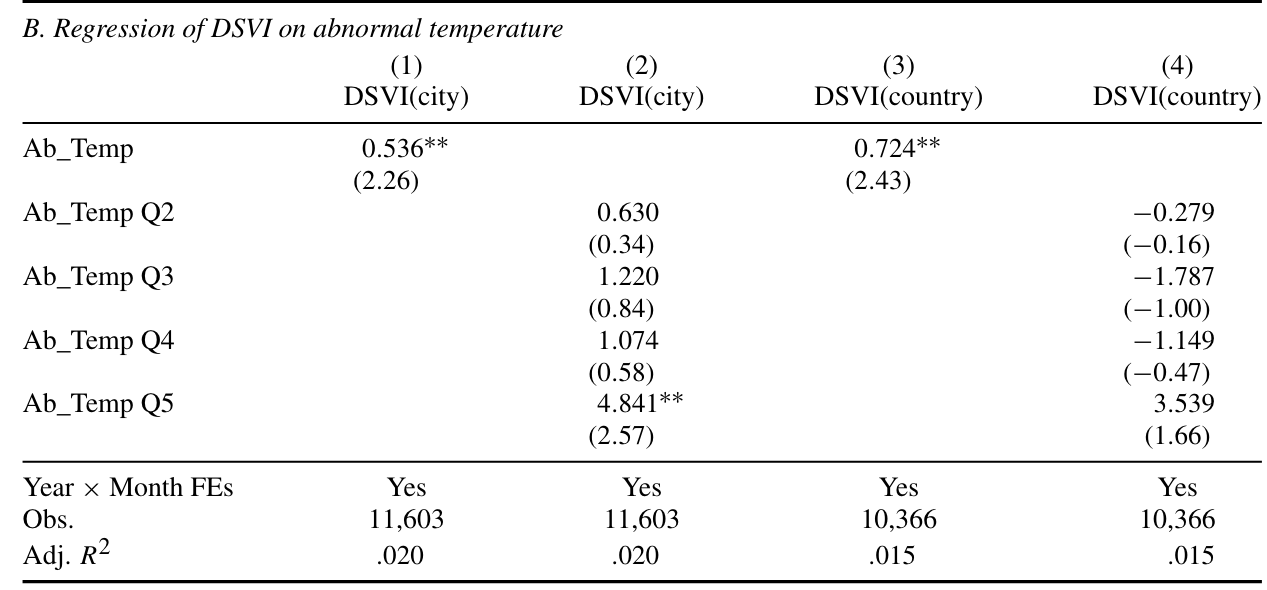 B. Regression of DSVI on abnormal temperature
(1) (2) (3) (4)
DSVI(city) DSVI(city) DSVI(country) DSVI(country)
Ab_Temp 0.536** 0.724**
(2.26) (2.43)
Ab_Temp Q2 0.630 −0.279
(0.34) (−0.16)
Ab_Temp Q3 1.220 −1.787
(0.84) (−1.00)
Ab_Temp Q4 1.074 −1.149
(0.58) (−0.47)
Ab_Temp Q5 4.841** 3.539
(2.57) (1.66)
Year × Month FEs Yes Yes Yes Yes
Obs. 11,603 11,603 10,366 10,366
Adj. R² .020 .020 .015 .015